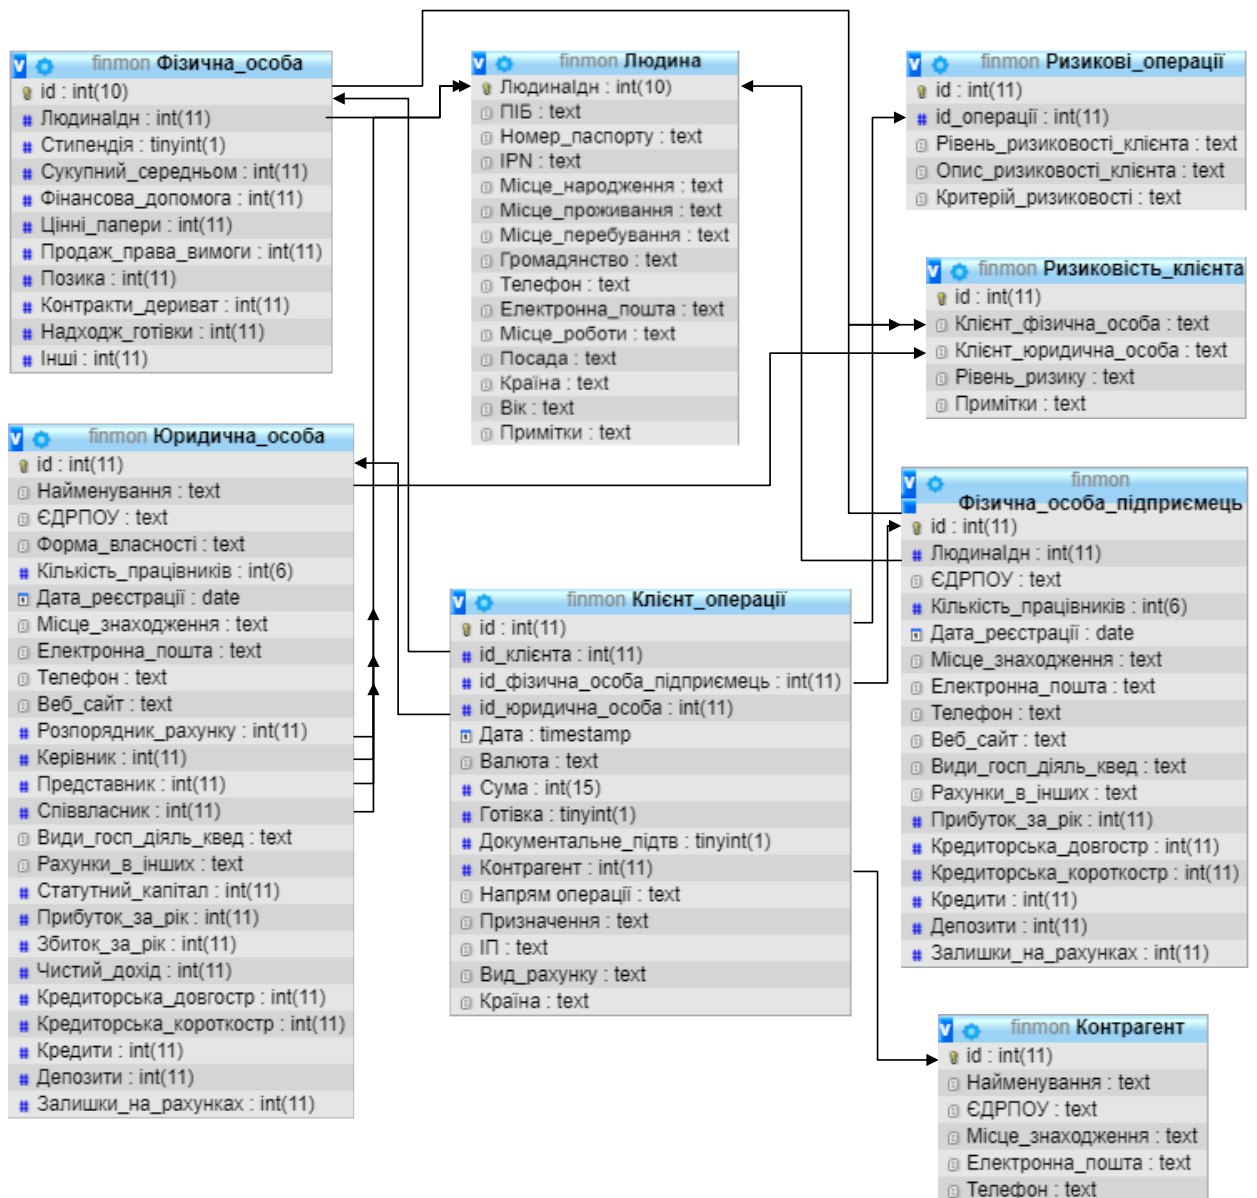 finmon Фізична_особа
id : int(10)
ЛюдинаІдн : int(11)
Стипендія : tinyint(1)
Сукупний_середньом : int(11)
Фінансова_допомога : int(11)
Цінні_папери : int(11)
Продаж_права_вимоги : int(11)
Позика : int(11)
Контракти_дериват : int(11)
Надходж_готівки : int(11)
Інші : int(11)
finmon Людина
ЛюдинаІдн : int(10)
ПІБ : text
Номер_паспорту : text
IPN : text
Місце_народження : text
Місце_проживання : text
Місце_перебування : text
Громадянство : text
Телефон : text
Електронна_пошта : text
Місце_роботи : text
Посада : text
Країна : text
Вік : text
Примітки : text
finmon Ризикові_операції
id : int(11)
id_операції : int(11)
Рівень_ризиковості_клієнта : text
Опис_ризиковості_клієнта : text
Критерій_ризиковості : text
finmon Ризиковість_клієнта
id : int(11)
Клієнт_фізична_особа : text
Клієнт_юридична_особа : text
Рівень_ризику : text
Примітки : text
finmon Юридична_особа
id : int(11)
Найменування : text
ЄДРПОУ : text
Форма_власності : text
Кількість_працівників : int(6)
Дата_реєстрації : date
Місце_знаходження : text
Електронна_пошта : text
Телефон : text
Веб_сайт : text
Розпорядник_рахунку : int(11)
Керівник : int(11)
Представник : int(11)
Співвласник : int(11)
Види_госп_діяль_квед : text
Рахунки_в_інших : text
Статутний_капітал : int(11)
Прибуток_за_рік : int(11)
Збиток_за_рік : int(11)
Чистий_дохід : int(11)
Кредиторська_довгостр : int(11)
Кредиторська_короткостр : int(11)
Кредити : int(11)
Депозити : int(11)
Залишки_на_рахунках : int(11)
finmon Клієнт_операції
id : int(11)
id_клієнта : int(11)
id_фізична_особа_підприємець : int(11)
id_юридична_особа : int(11)
Дата : timestamp
Валюта : text
Сума : int(15)
Готівка : tinyint(1)
Документальне_підтв : tinyint(1)
Контрагент : int(11)
Напрям операції : text
Призначення : text
ІП : text
Вид_рахунку : text
Країна : text
finmon
Фізична_особа_підприємець
id : int(11)
ЛюдинаІдн : int(11)
ЄДРПОУ : text
Кількість_працівників : int(6)
Дата_реєстрації : date
Місце_знаходження : text
Електронна_пошта : text
Телефон : text
Веб_сайт : text
Види_госп_діяль_квед : text
Рахунки_в_інших : text
Прибуток_за_рік : int(11)
Кредиторська_довгостр : int(11)
Кредиторська_короткостр : int(11)
Кредити : int(11)
Депозити : int(11)
Залишки_на_рахунках : int(11)
finmon Контрагент
id : int(11)
Найменування : text
ЄДРПОУ : text
Місце_знаходження : text
Електронна_пошта : text
Телефон : text